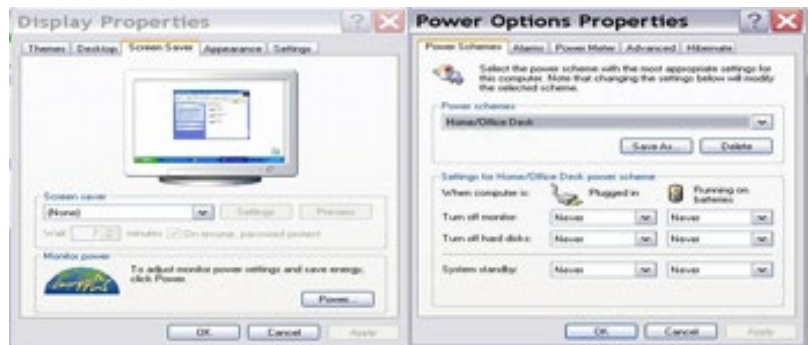 Display Properties
Themes Desktop Screen Saver Appearance Settings
Screen saver
(None) Settings Preview
Wait minutes On resume, password protect
Monitor power
To adjust monitor power settings and save energy,
click Power.
Power...
OK Cancel Apply
Power Options Properties
Power Schemes Alarms Power Meter Advanced Hibernate
Select the power scheme with the most appropriate settings for
this computer. Note that changing the settings below will modify
the selected scheme.
Power schemes
Home/Office Desk
Save As... Delete
Settings for Home/Office Desk power scheme
When computer is: Plugged in Running on
batteries
Turn off monitor: Never Never
Turn off hard disks: Never Never
System standby: Never Never
OK Cancel Apply